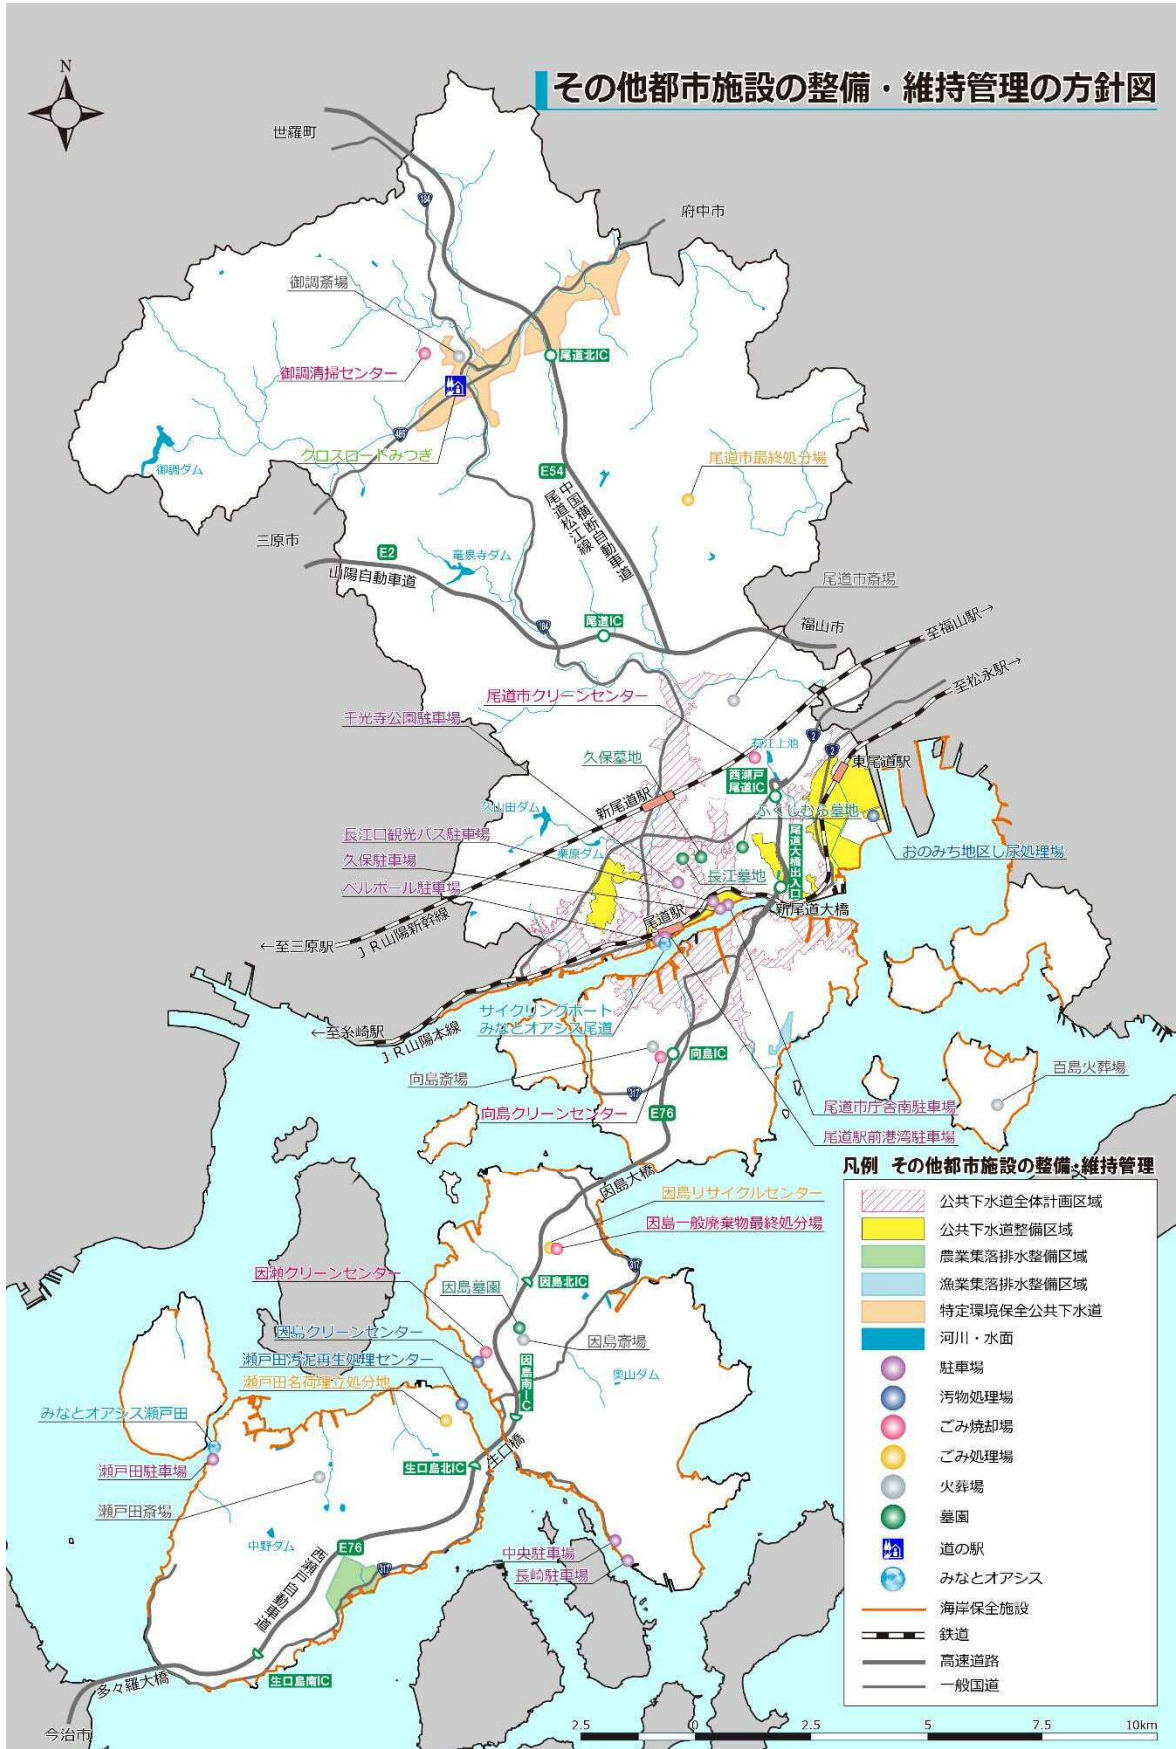 その他都市施設の整備・維持管理の方針図
N
世羅町
184
府中市
御調斎場
尾道北IC
御調清掃センター
486
クロスロードみつぎ
御調ダム
E54
尾道市最終処分場
中国横断自動車道
尾道松江線
三原市
E2
竜泉寺ダム
山陽自動車道
尾道市斎場
184
尾道IC
福山市
至福山駅→
至松永駅→
尾道市クリーンセンター
千光寺公園駐車場
2
2
久保墓地
有江上池
東尾道駅
西瀬戸
尾道IC
新尾道駅
久山田ダム
ふくしむら墓地
長江口観光バス駐車場
栗原ダム
尾道大橋出入口
おのみち地区し尿処理場
久保駐車場
長江墓地
ベルポール駐車場
尾道駅
新尾道大橋
←至三原駅
JR山陽新幹線
サイクリングポート
みなとオアシス尾道
←至糸崎駅
JR山陽本線
向島IC
向島斎場
百島火葬場
317
尾道市庁舎南駐車場
向島クリーンセンター
E76
尾道駅前港湾駐車場
凡例 その他都市施設の整備・維持管理
公共下水道全体計画区域
公共下水道整備区域
農業集落排水整備区域
漁業集落排水整備区域
特定環境保全公共下水道
河川・水面
駐車場
汚物処理場
ごみ焼却場
ごみ処理場
火葬場
墓園
道の駅
みなとオアシス
海岸保全施設
鉄道
高速道路
一般国道
因島大橋
因島リサイクルセンター
因島一般廃棄物最終処分場
317
因瀬クリーンセンター
因島北IC
因島墓園
因島クリーンセンター
因島斎場
瀬戸田汚泥再生処理センター
奥山ダム
瀬戸田名荷埋立処分地
因島南IC
みなとオアシス瀬戸田
生口橋
瀬戸田駐車場
生口島北IC
瀬戸田斎場
中野ダム
E76
中央駐車場
317
長崎駐車場
西瀬戸自動車道
生口島南IC
多々羅大橋
今治市
2.5
0
2.5
5
7.5
10km